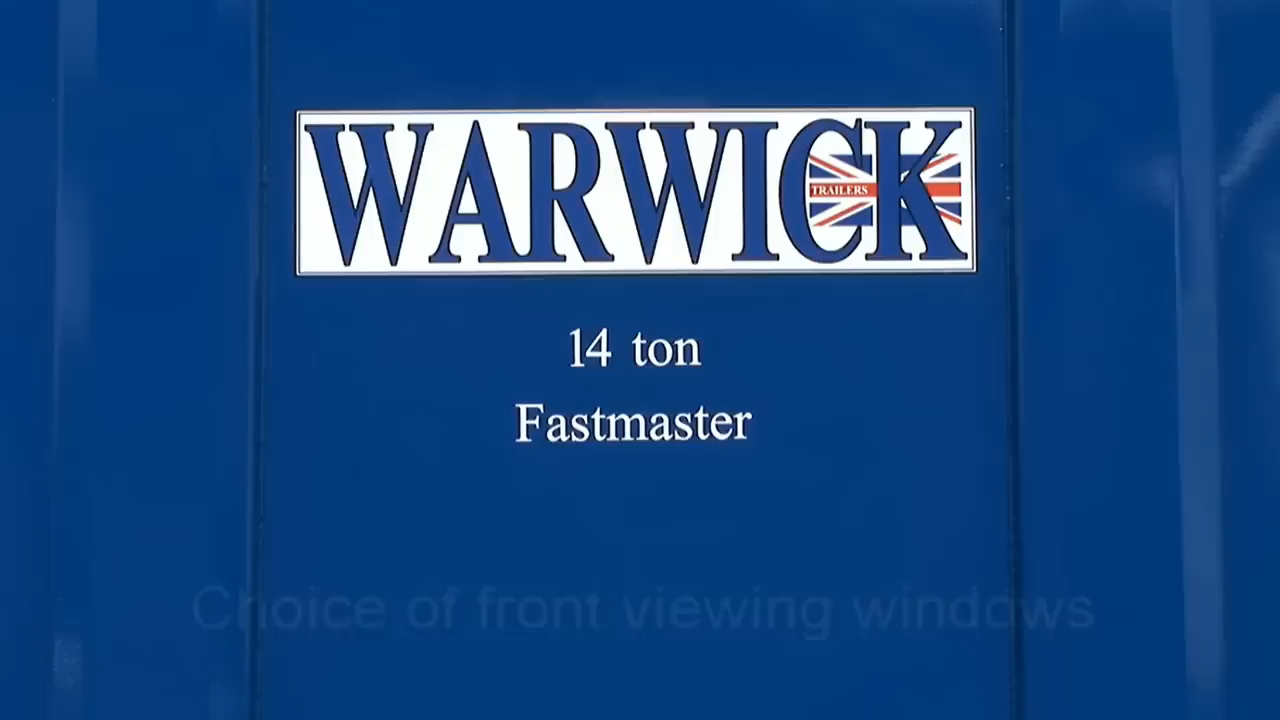 WARWICK
TRAILERS
14 ton
Fastmaster
Choice of front viewing windows